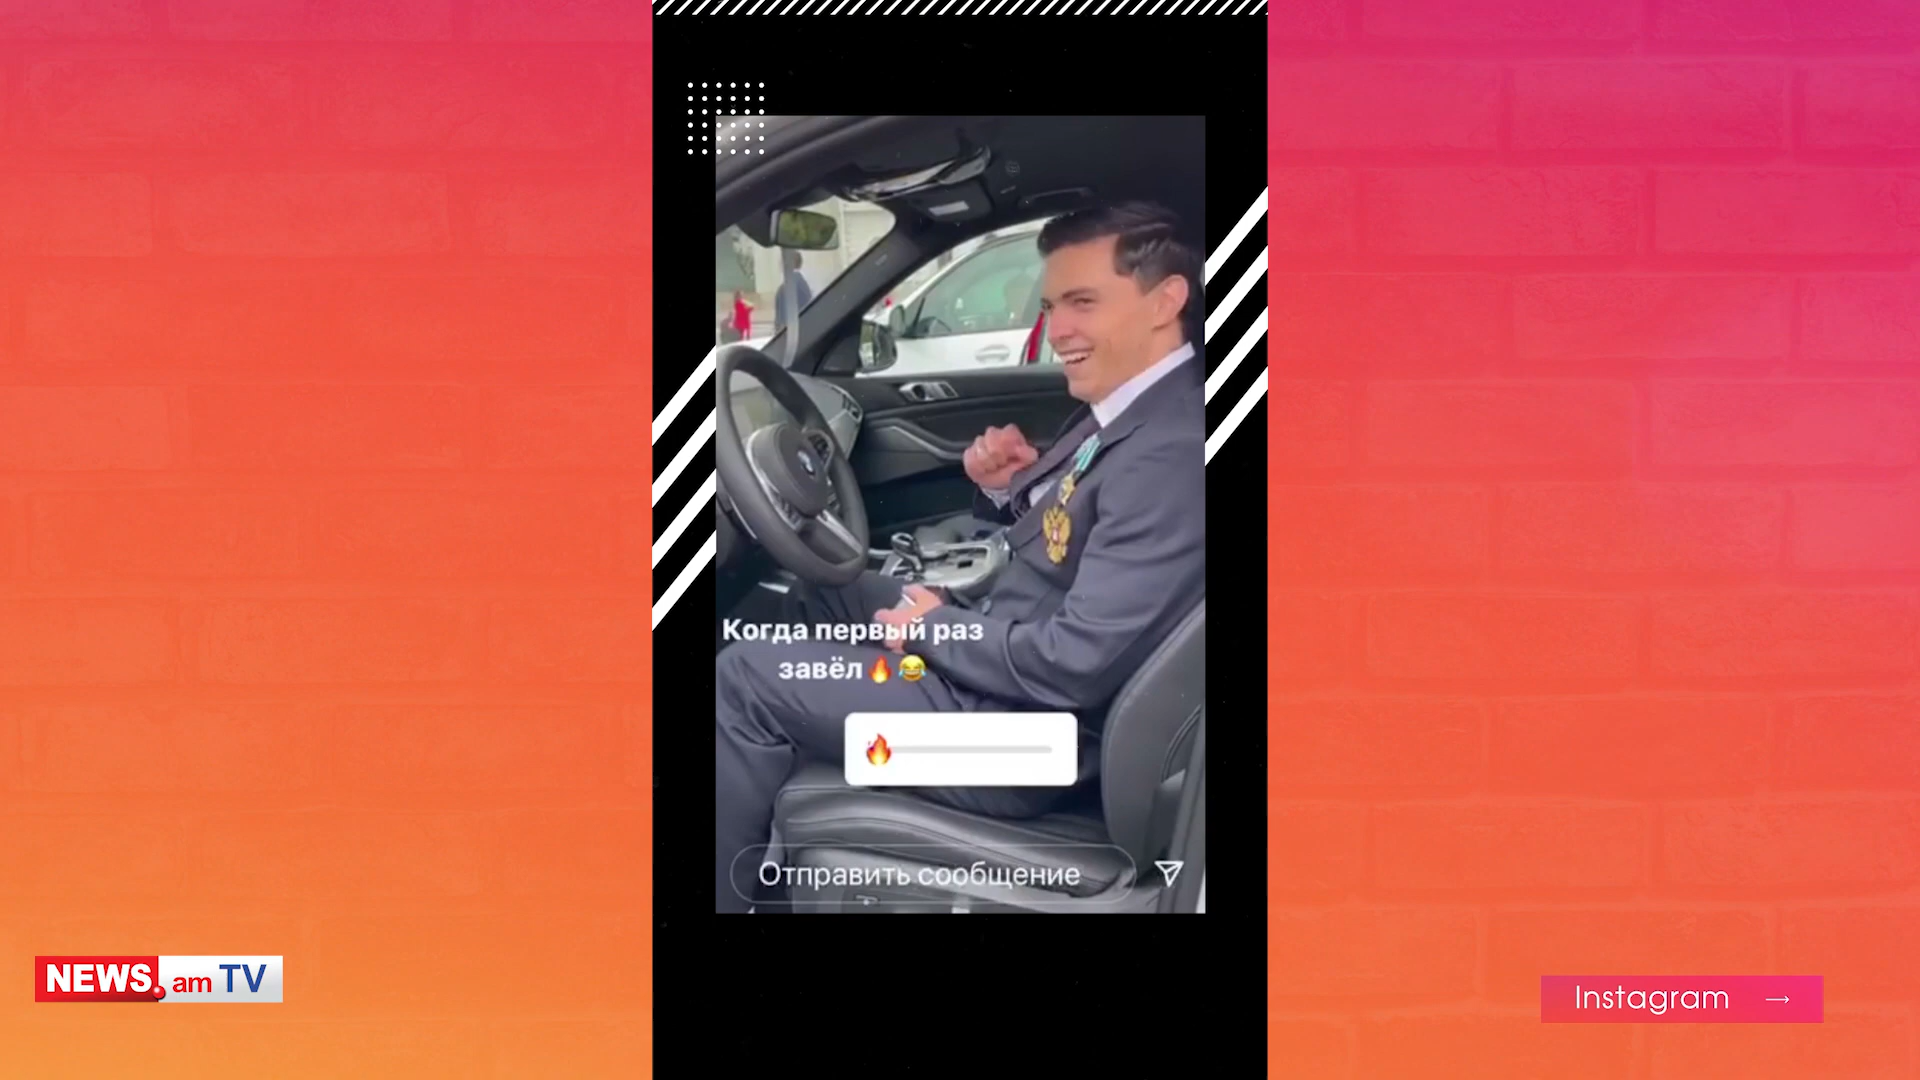 Когда первый раз
завёл🔥😂
Отправить сообщение
NEWS.am TV
Instagram →